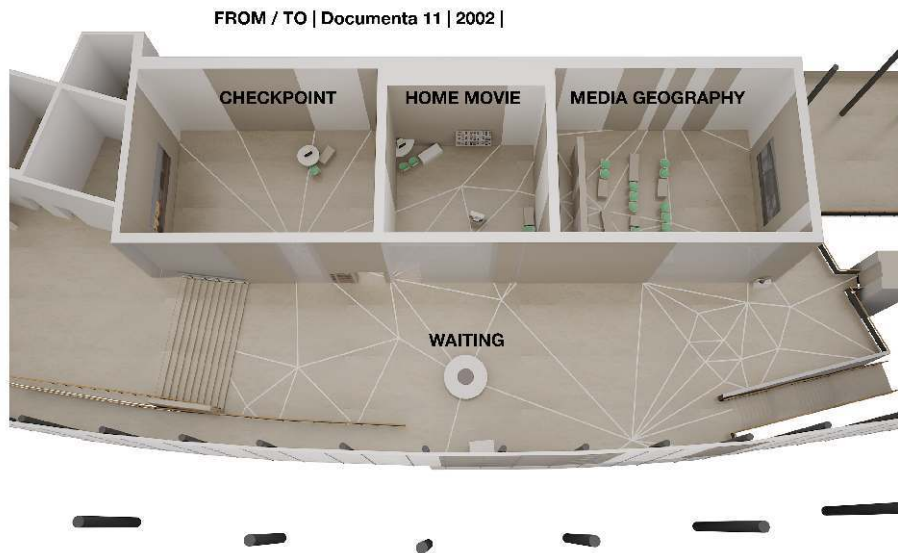 FROM / TO | Documenta 11 | 2002 |
CHECKPOINT HOME MOVIE MEDIA GEOGRAPHY
WAITING